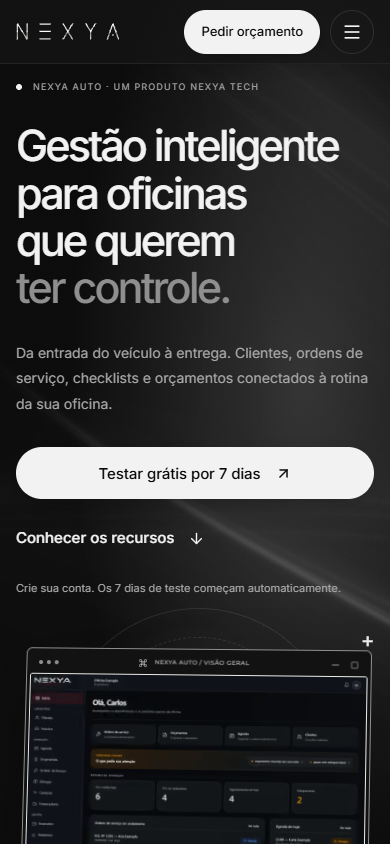 NEXYA
Pedir orçamento
NEXYA AUTO · UM PRODUTO NEXYA TECH
Gestão inteligente
para oficinas
que querem
ter controle.
Da entrada do veículo à entrega. Clientes, ordens de
serviço, checklists e orçamentos conectados à rotina
da sua oficina.
Testar grátis por 7 dias
Conhecer os recursos
Crie sua conta. Os 7 dias de teste começam automaticamente.
NEXYA AUTO / VISÃO GERAL
NEXYA
Olá, Carlos
6
4
4
2